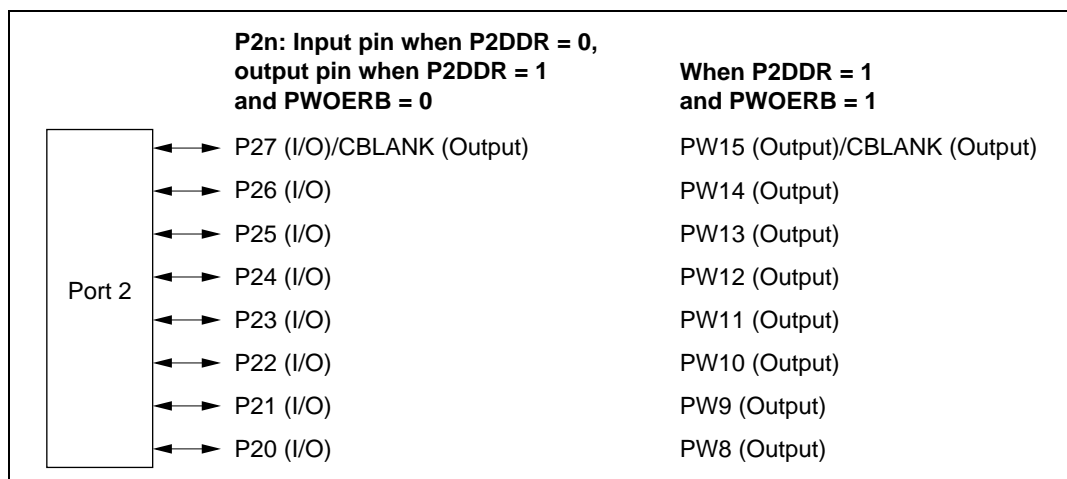 P2n: Input pin when P2DDR = 0,
output pin when P2DDR = 1
and PWOERB = 0
When P2DDR = 1
and PWOERB = 1
Port 2
P27 (I/O)/CBLANK (Output) PW15 (Output)/CBLANK (Output)
P26 (I/O) PW14 (Output)
P25 (I/O) PW13 (Output)
P24 (I/O) PW12 (Output)
P23 (I/O) PW11 (Output)
P22 (I/O) PW10 (Output)
P21 (I/O) PW9 (Output)
P20 (I/O) PW8 (Output)